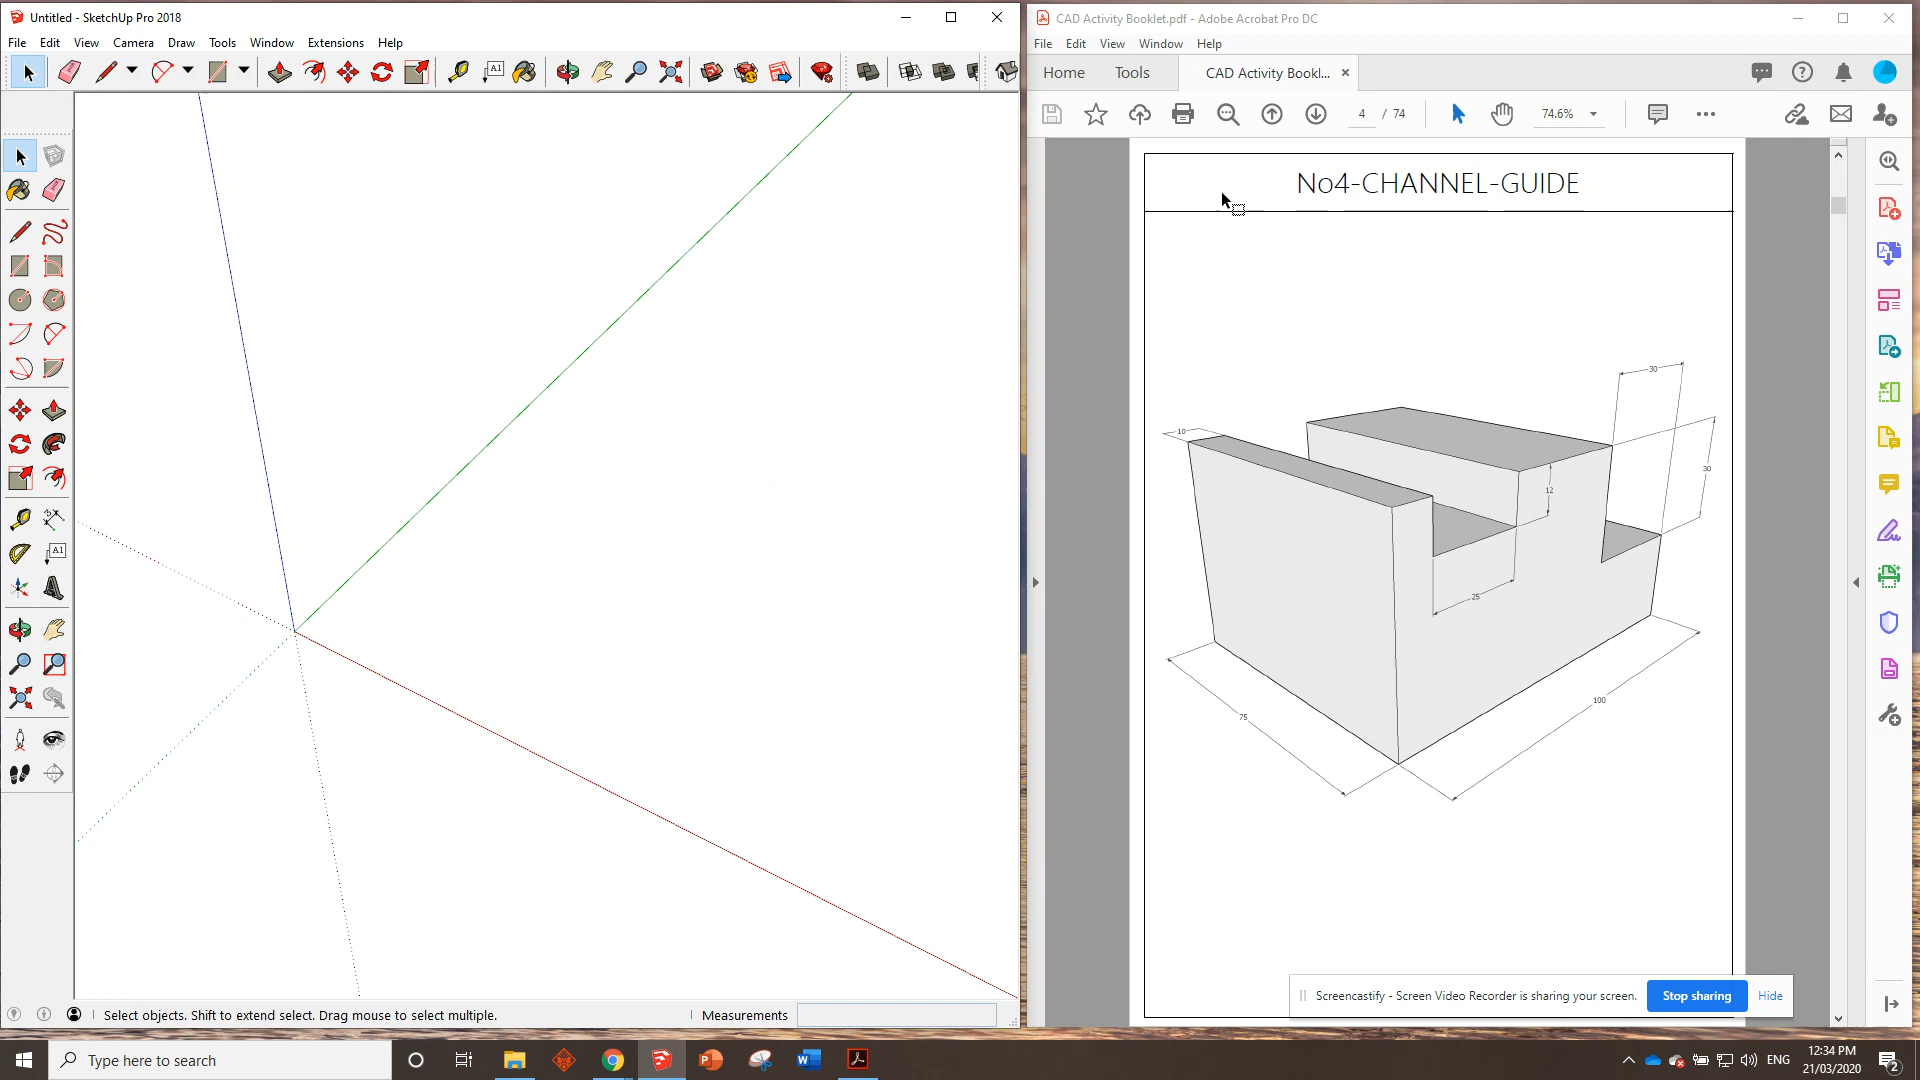 Untitled - SketchUp Pro 2018
File Edit View Camera Draw Tools Window Extensions Help
A1
A1
Select objects. Shift to extend select. Drag mouse to select multiple.
Measurements
CAD Activity Booklet.pdf - Adobe Acrobat Pro DC
File Edit View Window Help
Home Tools CAD Activity Bookl... ×
4 / 74 74.6%
No4-CHANNEL-GUIDE
30
10
30
12
25
75
100
Screencastify - Screen Video Recorder is sharing your screen. Stop sharing Hide
Type here to search
ENG
12:34 PM
21/03/2020
2